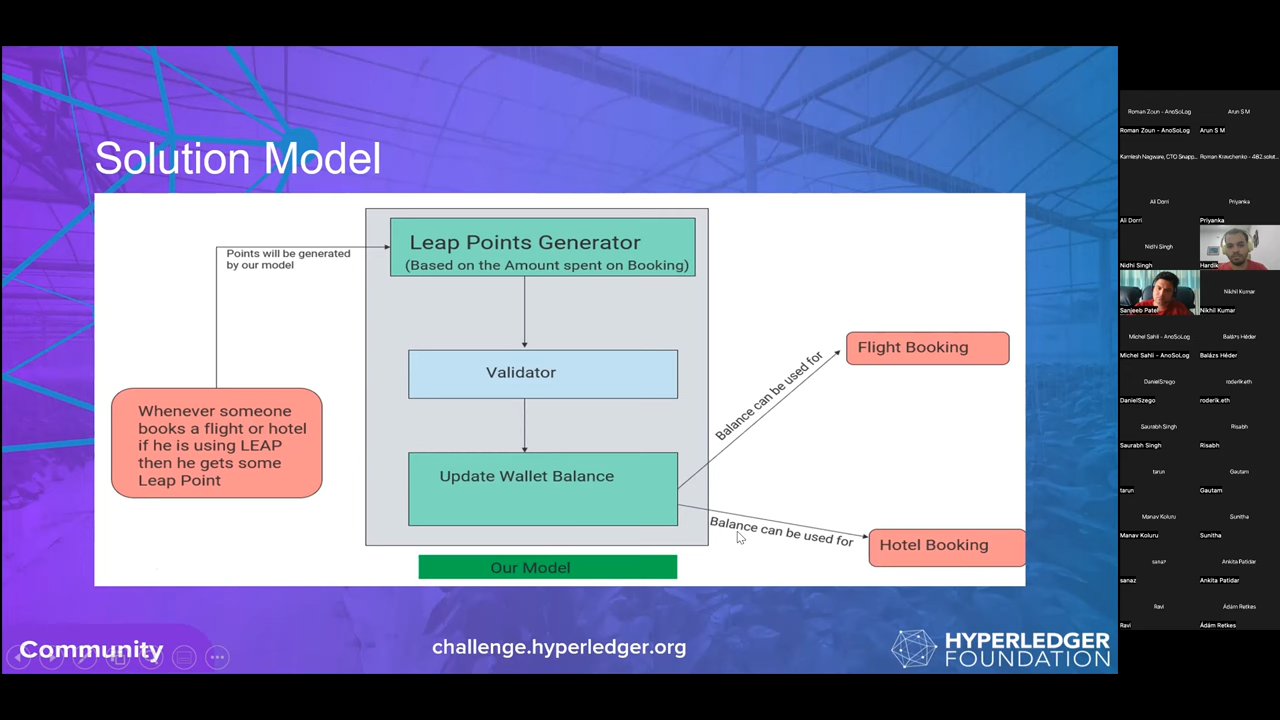 Solution Model
Points will be generated
by our model
Leap Points Generator
(Based on the Amount spent on Booking)
Validator
Update Wallet Balance
Our Model
Whenever someone
books a flight or hotel
if he is using LEAP
then he gets some
Leap Point
Balance can be used for
Flight Booking
Balance can be used for
Hotel Booking
Community
challenge.hyperledger.org
HYPERLEDGER
FOUNDATION
Roman Zoun - AnoSoLog
Roman Zoun - AnoSoLog
Arun S M
Arun S M
Kamlesh Nagware, CTO Snapp...
Roman Kravchenko - 482.solut...
Ali Dorri
Ali Dorri
Priyanka
Priyanka
Nidhi Singh
Nidhi Singh
Hardik
Sanjeeb Patel
Nikhil Kumar
Nikhil Kumar
Michel Sahli - AnoSoLog
Michel Sahli - AnoSoLog
Balázs Héder
Balázs Héder
DanielSzego
DanielSzego
roderik.eth
roderik.eth
Saurabh Singh
Saurabh Singh
Risabh
Risabh
tarun
tarun
Gautam
Gautam
Manav Koluru
Manav Koluru
Sunitha
Sunitha
sanaz
sanaz
Ankita Patidar
Ankita Patidar
Ravi
Ravi
Ádám Retkes
Ádám Retkes